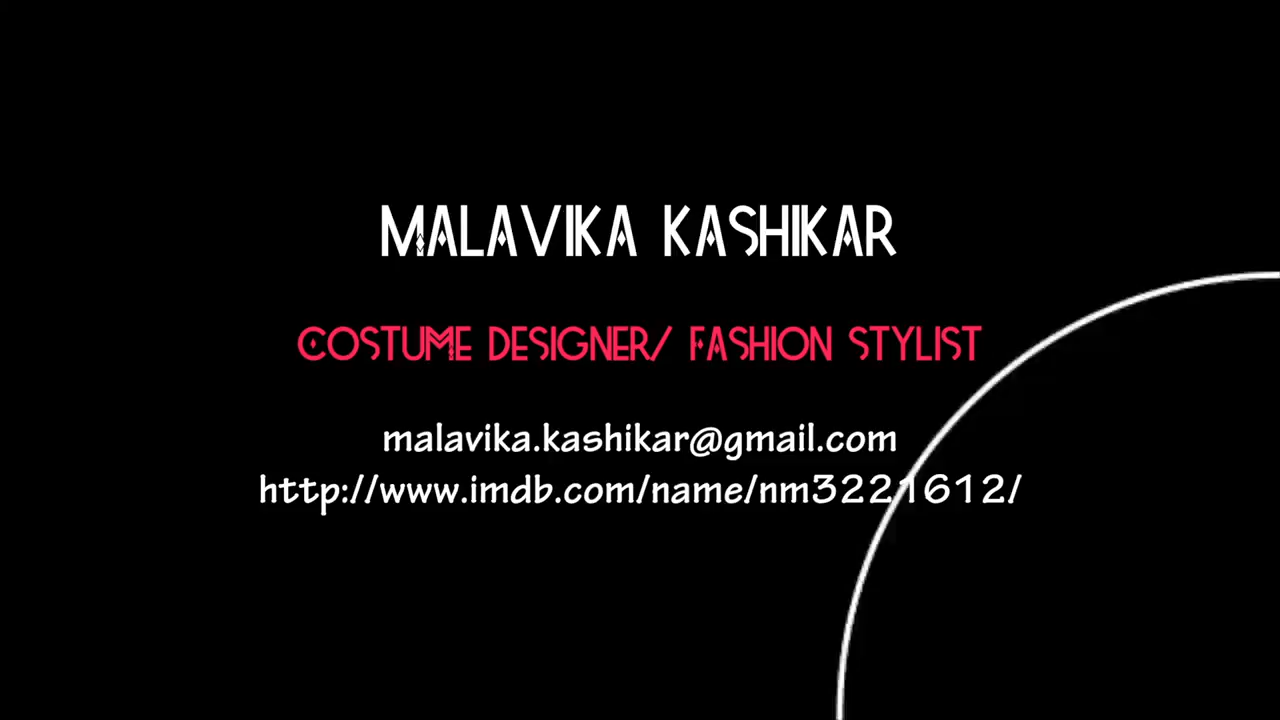 MALAVIKA KASHIKAR
COSTUME DESIGNER/ FASHION STYLIST
malavika.kashikar@gmail.com
http://www.imdb.com/name/nm3221612/